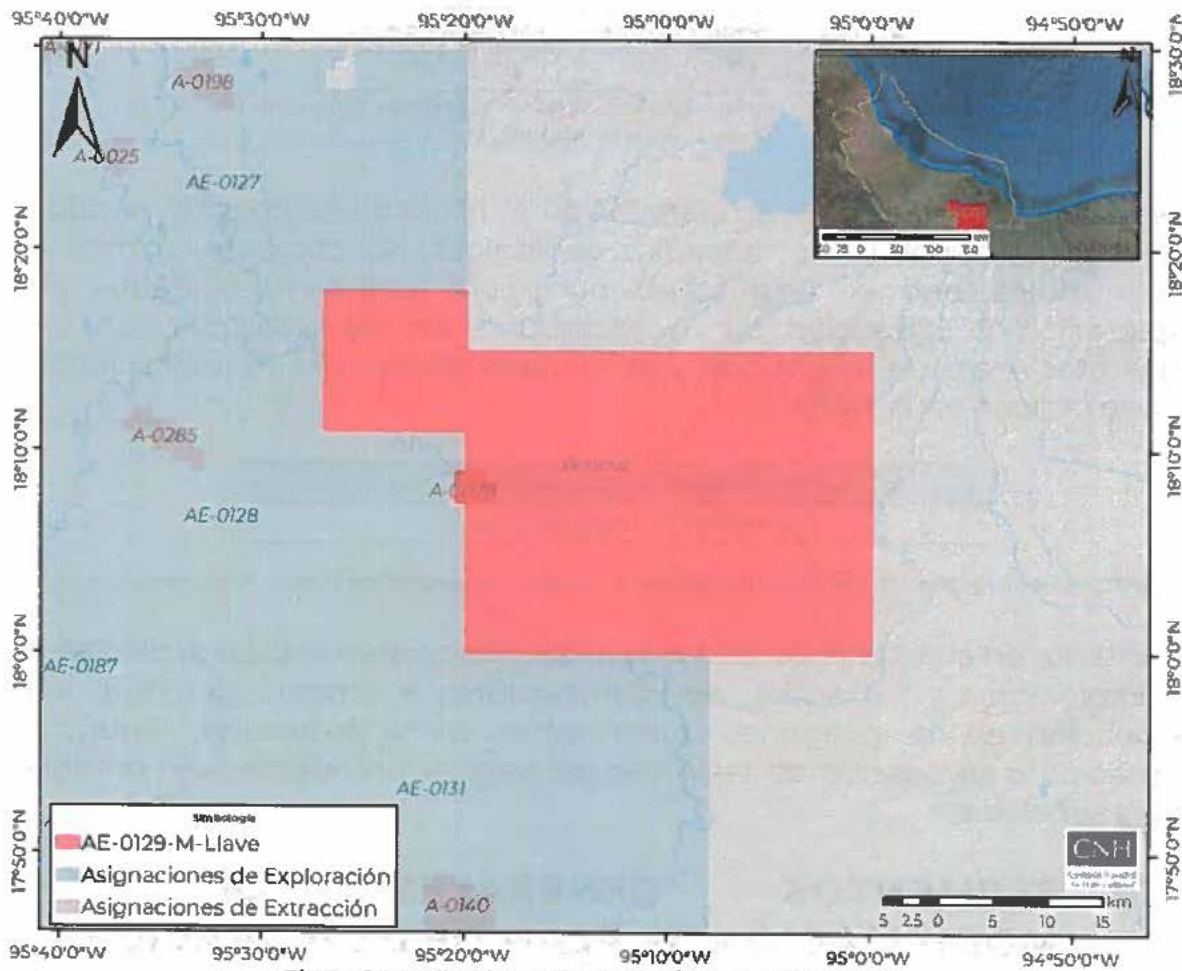 95°40'0"W 95°30'0"W 95°20'0"W 95°10'0"W 95°0'0"W 94°50'0"W
18°30'0"N
N
A-0198
A-0025
AE-0127
18°20'0"N 18°20'0"N
A-0285
18°10'0"N 18°10'0"N
AE-0128
18°0'0"N 18°0'0"N
AE-0187
AE-0131
Simbología
AE-0129-M-Llave
Asignaciones de Exploración
Asignaciones de Extracción
17°50'0"N 17°50'0"N
A-0140
CNH
5 2.5 0 5 10 15 km
95°40'0"W 95°30'0"W 95°20'0"W 95°10'0"W 95°0'0"W 94°50'0"W